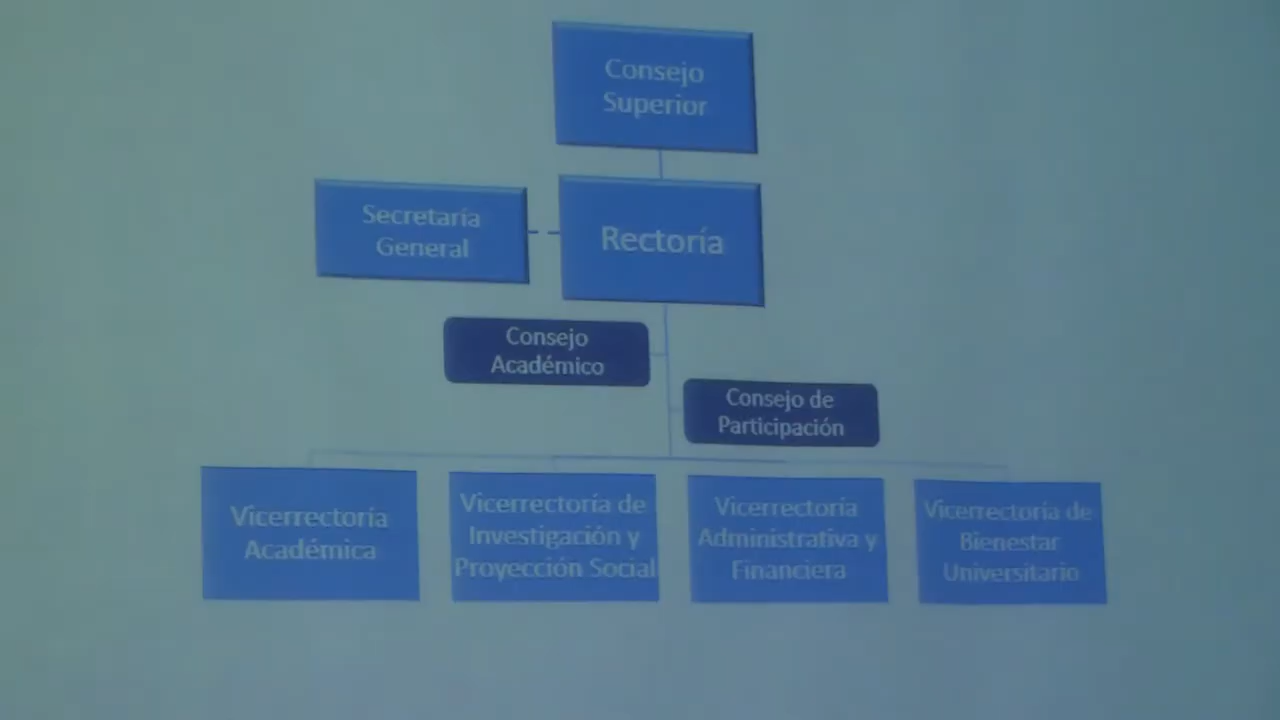 Consejo
Superior
Secretaría
General
Rectoría
Consejo
Académico
Consejo de
Participación
Vicerrectoría
Académica
Vicerrectoría de
Investigación y
Proyección Social
Vicerrectoría
Administrativa y
Financiera
Vicerrectoría de
Bienestar
Universitario